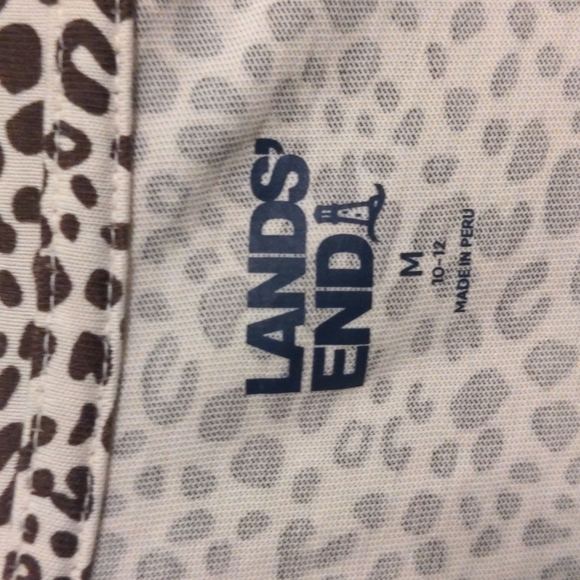 LANDS'
END
M
10-12
MADE IN PERU